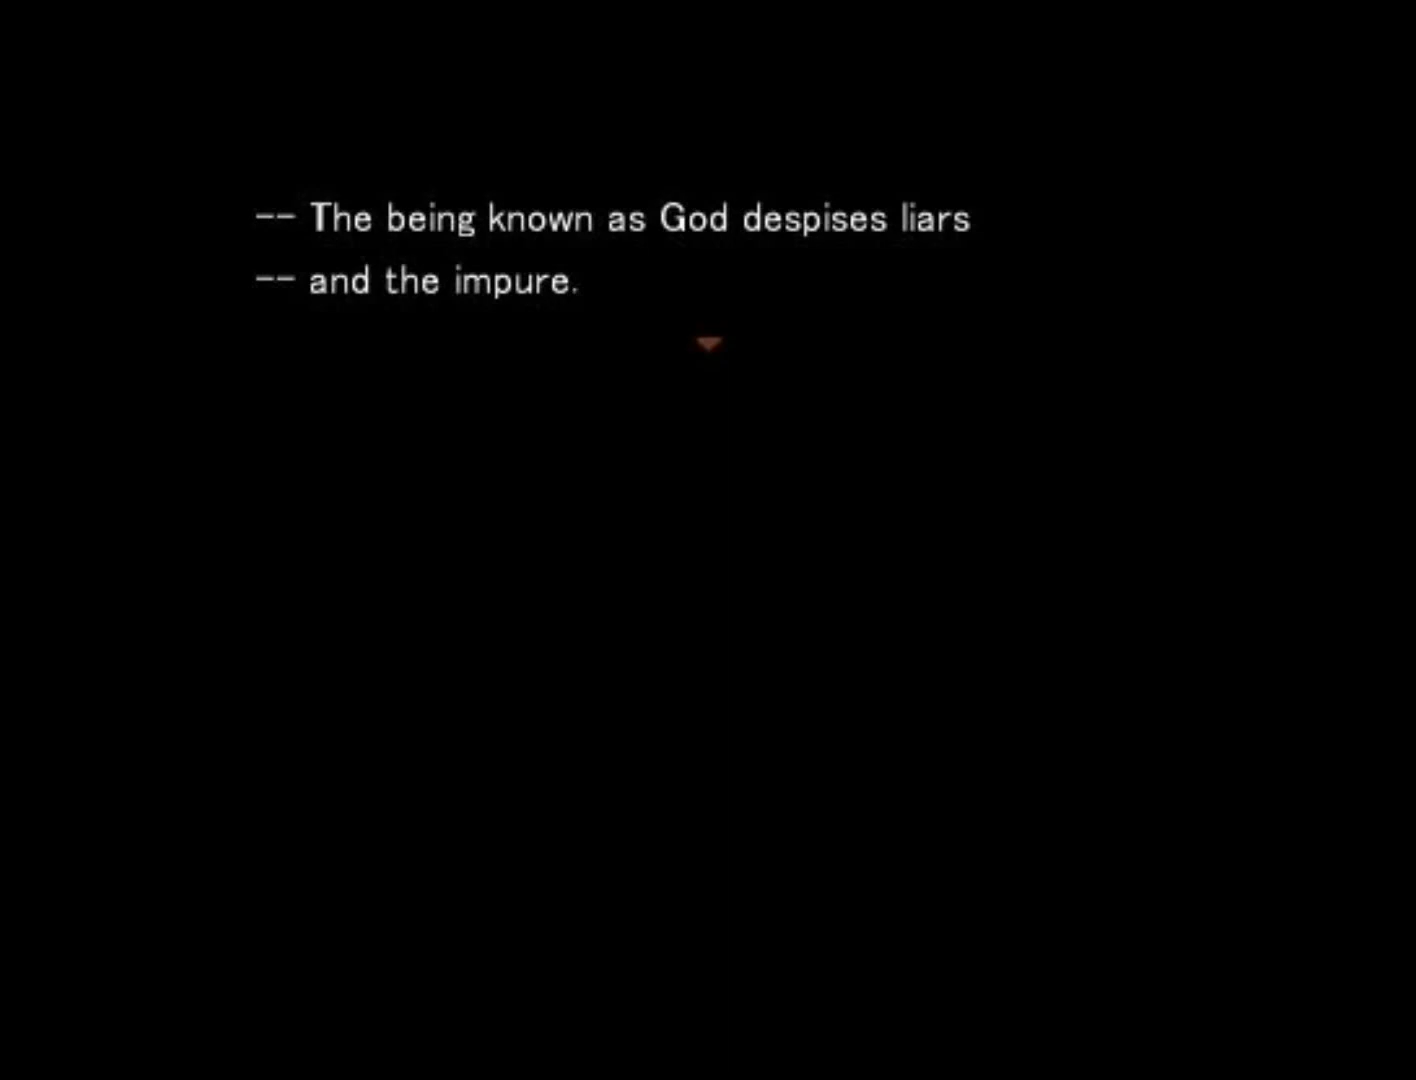 -- The being known as God despises liars
-- and the impure.